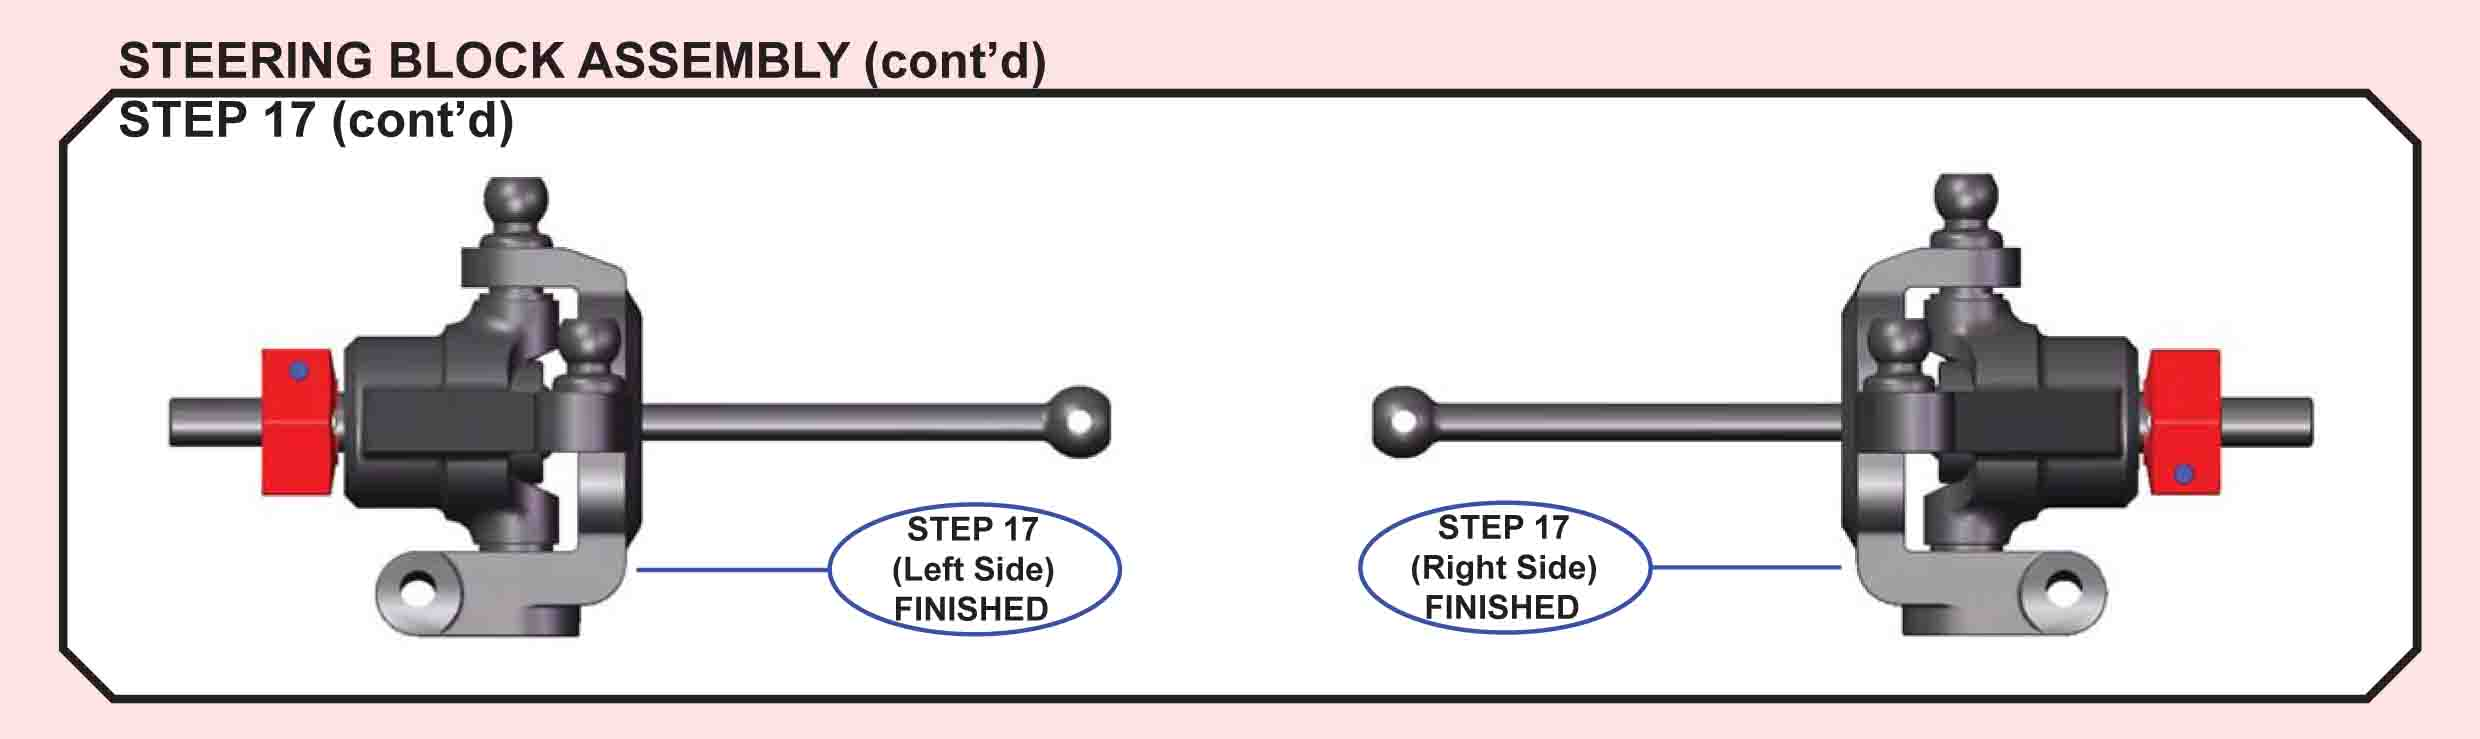 STEERING BLOCK ASSEMBLY (cont’d)
STEP 17 (cont’d)
STEP 17
(Left Side)
FINISHED
STEP 17
(Right Side)
FINISHED